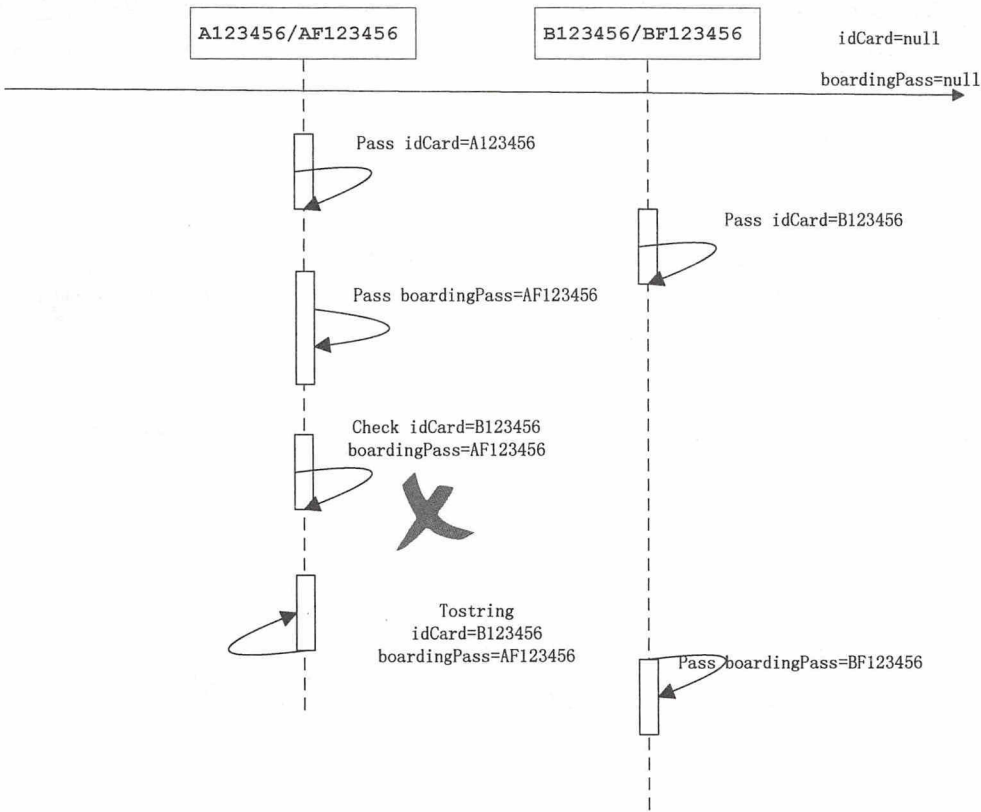 A123456/AF123456
B123456/BF123456
idCard=null
boardingPass=null
Pass idCard=A123456
Pass idCard=B123456
Pass boardingPass=AF123456
Check idCard=B123456
boardingPass=AF123456
Tostring
idCard=B123456
boardingPass=AF123456
Pass boardingPass=BF123456